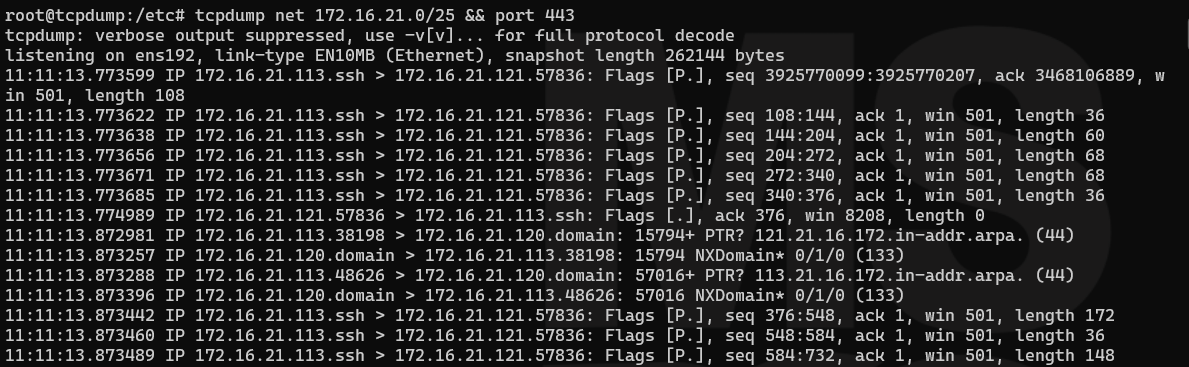 root@tcpdump:/etc# tcpdump net 172.16.21.0/25 && port 443
tcpdump: verbose output suppressed, use -v[v]... for full protocol decode
listening on ens192, link-type EN10MB (Ethernet), snapshot length 262144 bytes
11:11:13.773599 IP 172.16.21.113.ssh > 172.16.21.121.57836: Flags [P.], seq 3925770099:3925770207, ack 3468106889, w
in 501, length 108
11:11:13.773622 IP 172.16.21.113.ssh > 172.16.21.121.57836: Flags [P.], seq 108:144, ack 1, win 501, length 36
11:11:13.773638 IP 172.16.21.113.ssh > 172.16.21.121.57836: Flags [P.], seq 144:204, ack 1, win 501, length 60
11:11:13.773656 IP 172.16.21.113.ssh > 172.16.21.121.57836: Flags [P.], seq 204:272, ack 1, win 501, length 68
11:11:13.773671 IP 172.16.21.113.ssh > 172.16.21.121.57836: Flags [P.], seq 272:340, ack 1, win 501, length 68
11:11:13.773685 IP 172.16.21.113.ssh > 172.16.21.121.57836: Flags [P.], seq 340:376, ack 1, win 501, length 36
11:11:13.774989 IP 172.16.21.121.57836 > 172.16.21.113.ssh: Flags [.], ack 376, win 8208, length 0
11:11:13.872981 IP 172.16.21.113.38198 > 172.16.21.120.domain: 15794+ PTR? 121.21.16.172.in-addr.arpa. (44)
11:11:13.873257 IP 172.16.21.120.domain > 172.16.21.113.38198: 15794 NXDomain* 0/1/0 (133)
11:11:13.873288 IP 172.16.21.113.48626 > 172.16.21.120.domain: 57016+ PTR? 113.21.16.172.in-addr.arpa. (44)
11:11:13.873396 IP 172.16.21.120.domain > 172.16.21.113.48626: 57016 NXDomain* 0/1/0 (133)
11:11:13.873442 IP 172.16.21.113.ssh > 172.16.21.121.57836: Flags [P.], seq 376:548, ack 1, win 501, length 172
11:11:13.873460 IP 172.16.21.113.ssh > 172.16.21.121.57836: Flags [P.], seq 548:584, ack 1, win 501, length 36
11:11:13.873489 IP 172.16.21.113.ssh > 172.16.21.121.57836: Flags [P.], seq 584:732, ack 1, win 501, length 148